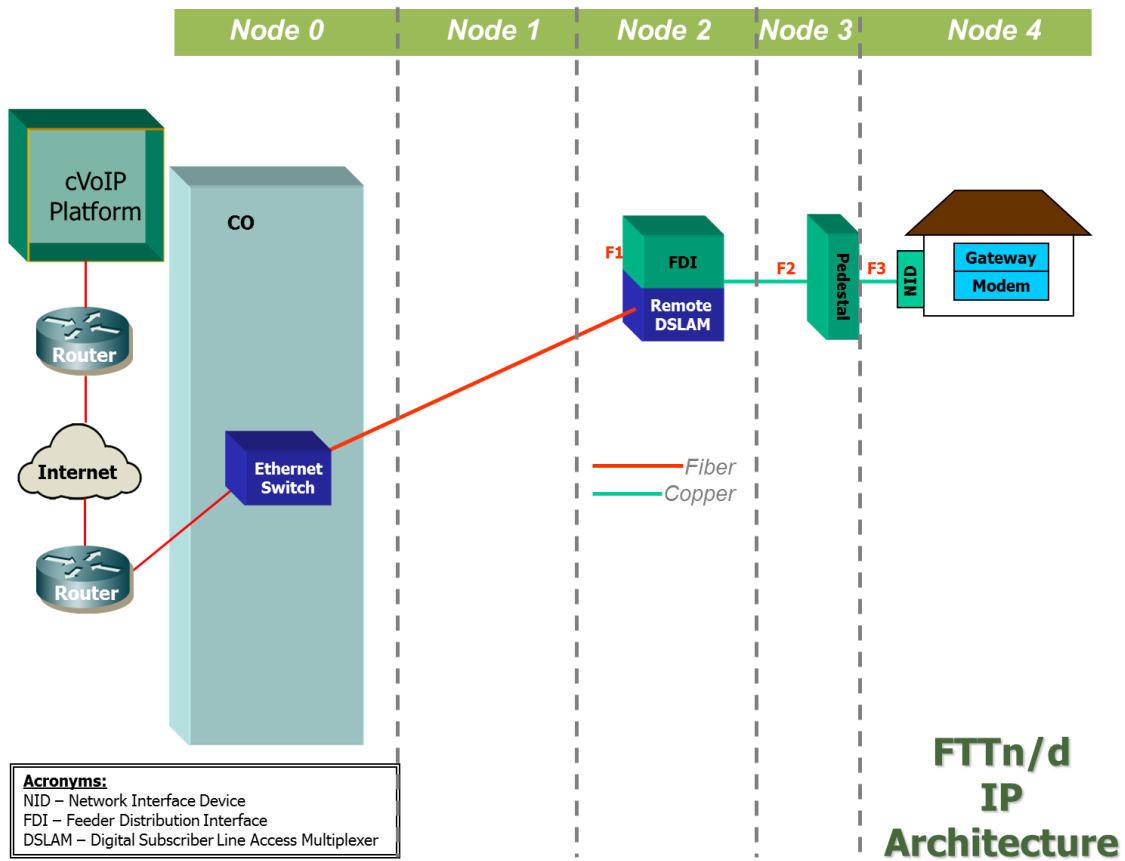 Node 0
Node 1
Node 2
Node 3
Node 4
cVoIP
Platform
CO
F1
FDI
Remote
DSLAM
F2
Pedestal
F3
NID
Gateway
Modem
Router
Internet
Ethernet
Switch
Fiber
Copper
Router
FTTn/d
IP
Architecture
Acronyms:
NID – Network Interface Device
FDI – Feeder Distribution Interface
DSLAM – Digital Subscriber Line Access Multiplexer